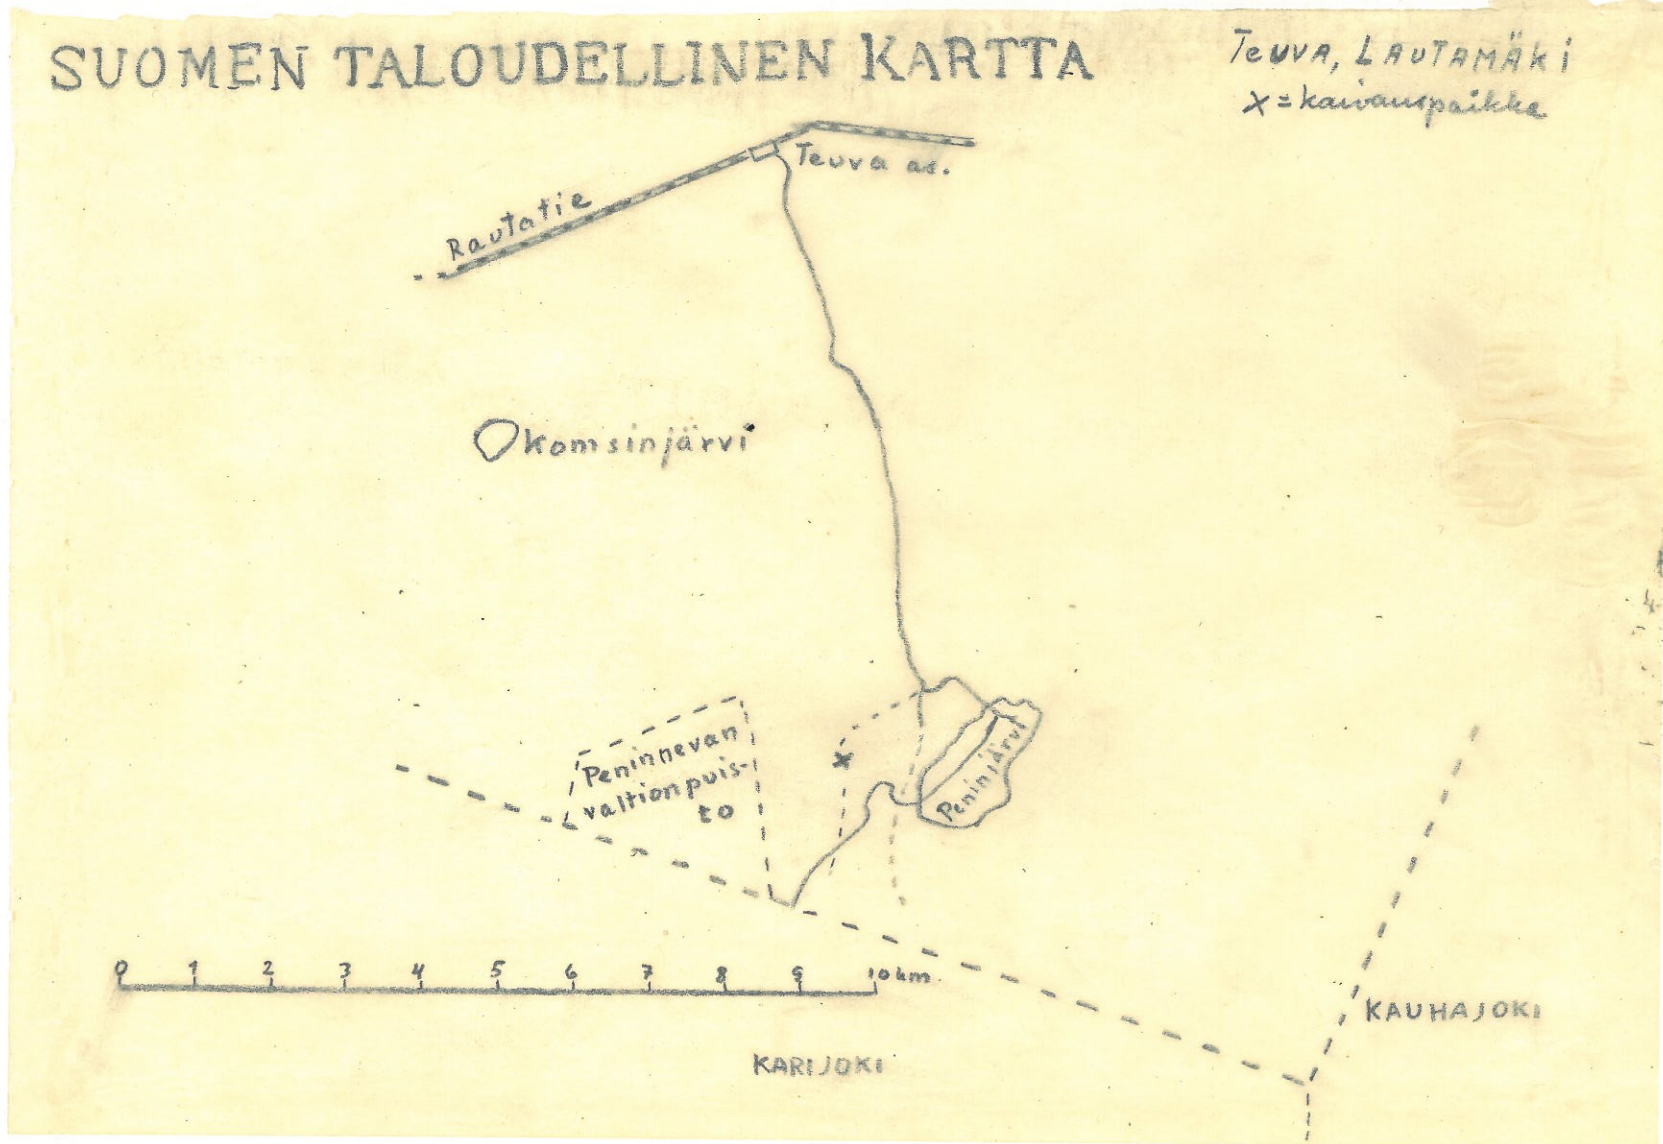 SUOMEN TALOUDELLINEN KARTTA
TEUVA, LAUTAMÄKI
x = kaivauspaikka
Teuva as.
Rautatie
Komsinjärvi
Peninnevan
valtionpuis-
to
x
Peninjärvi
0 1 2 3 4 5 6 7 8 9 10 km
KAUHAJOKI
KARIJOKI